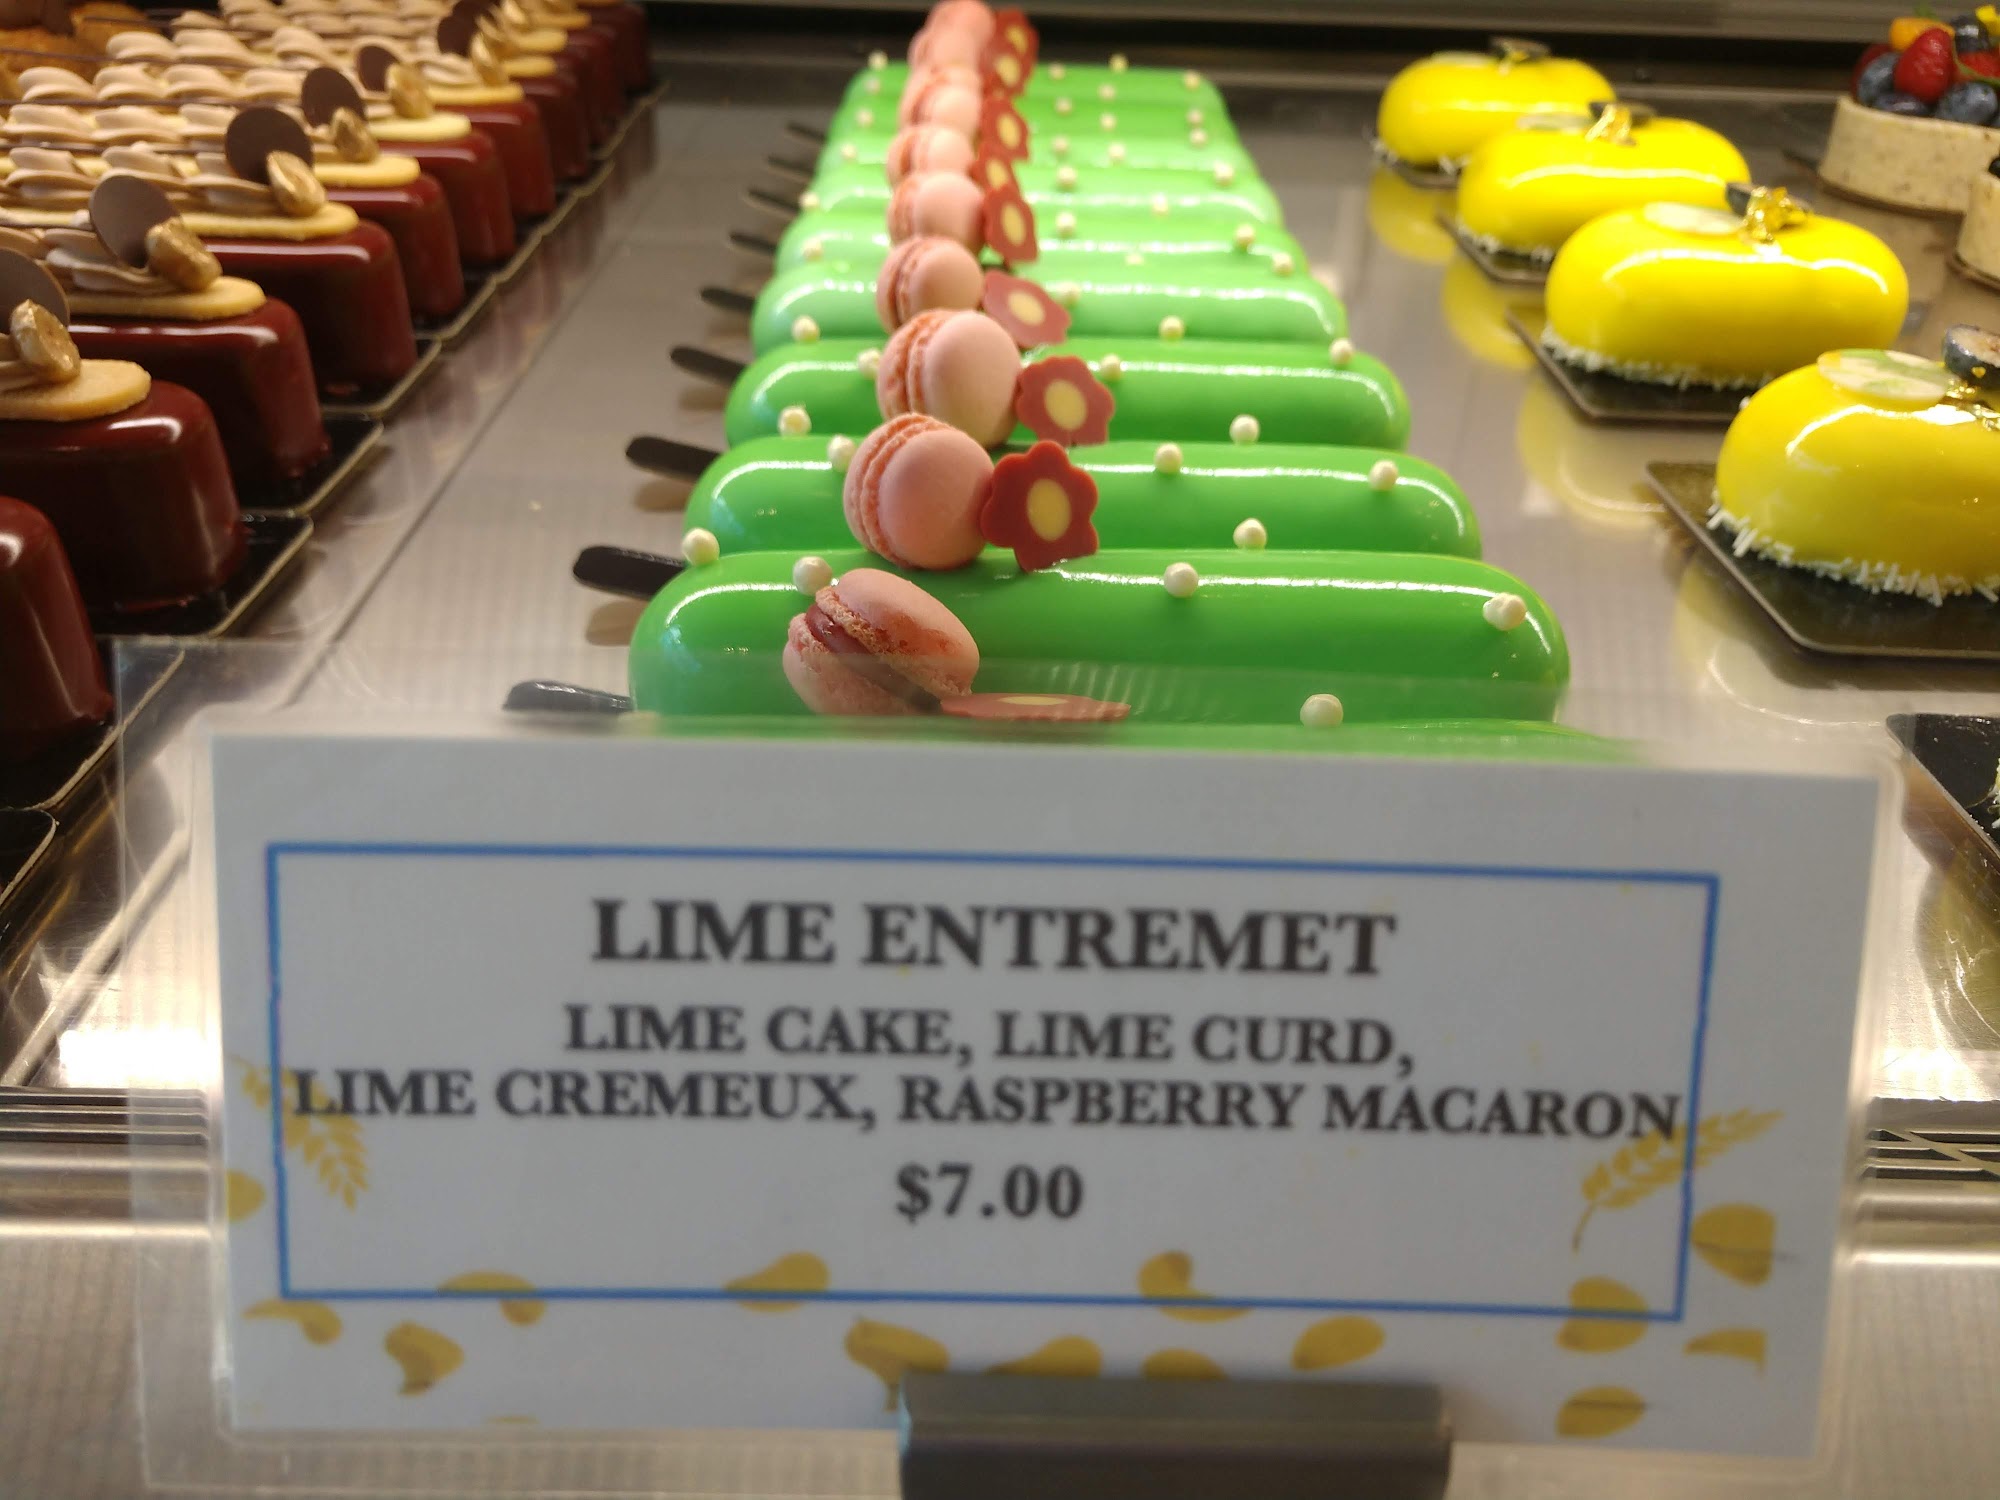 LIME ENTREMET
LIME CAKE, LIME CURD,
LIME CREMEUX, RASPBERRY MACARON
$7.00